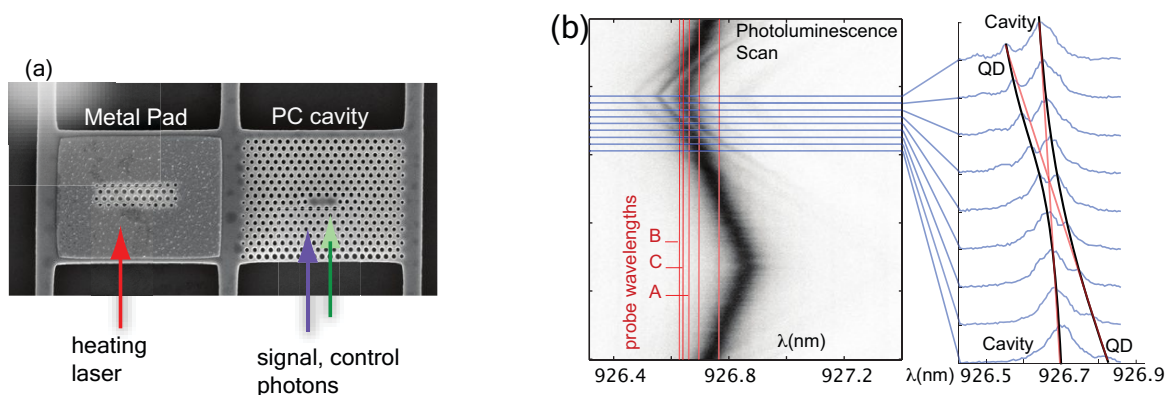 (a)
Metal Pad
PC cavity
heating
laser
signal, control
photons
(b)
Photoluminescence
Scan
probe wavelengths
B
C
A
λ(nm)
926.4
926.8
927.2
Cavity
QD
Cavity
QD
λ(nm)
926.5
926.7
926.9